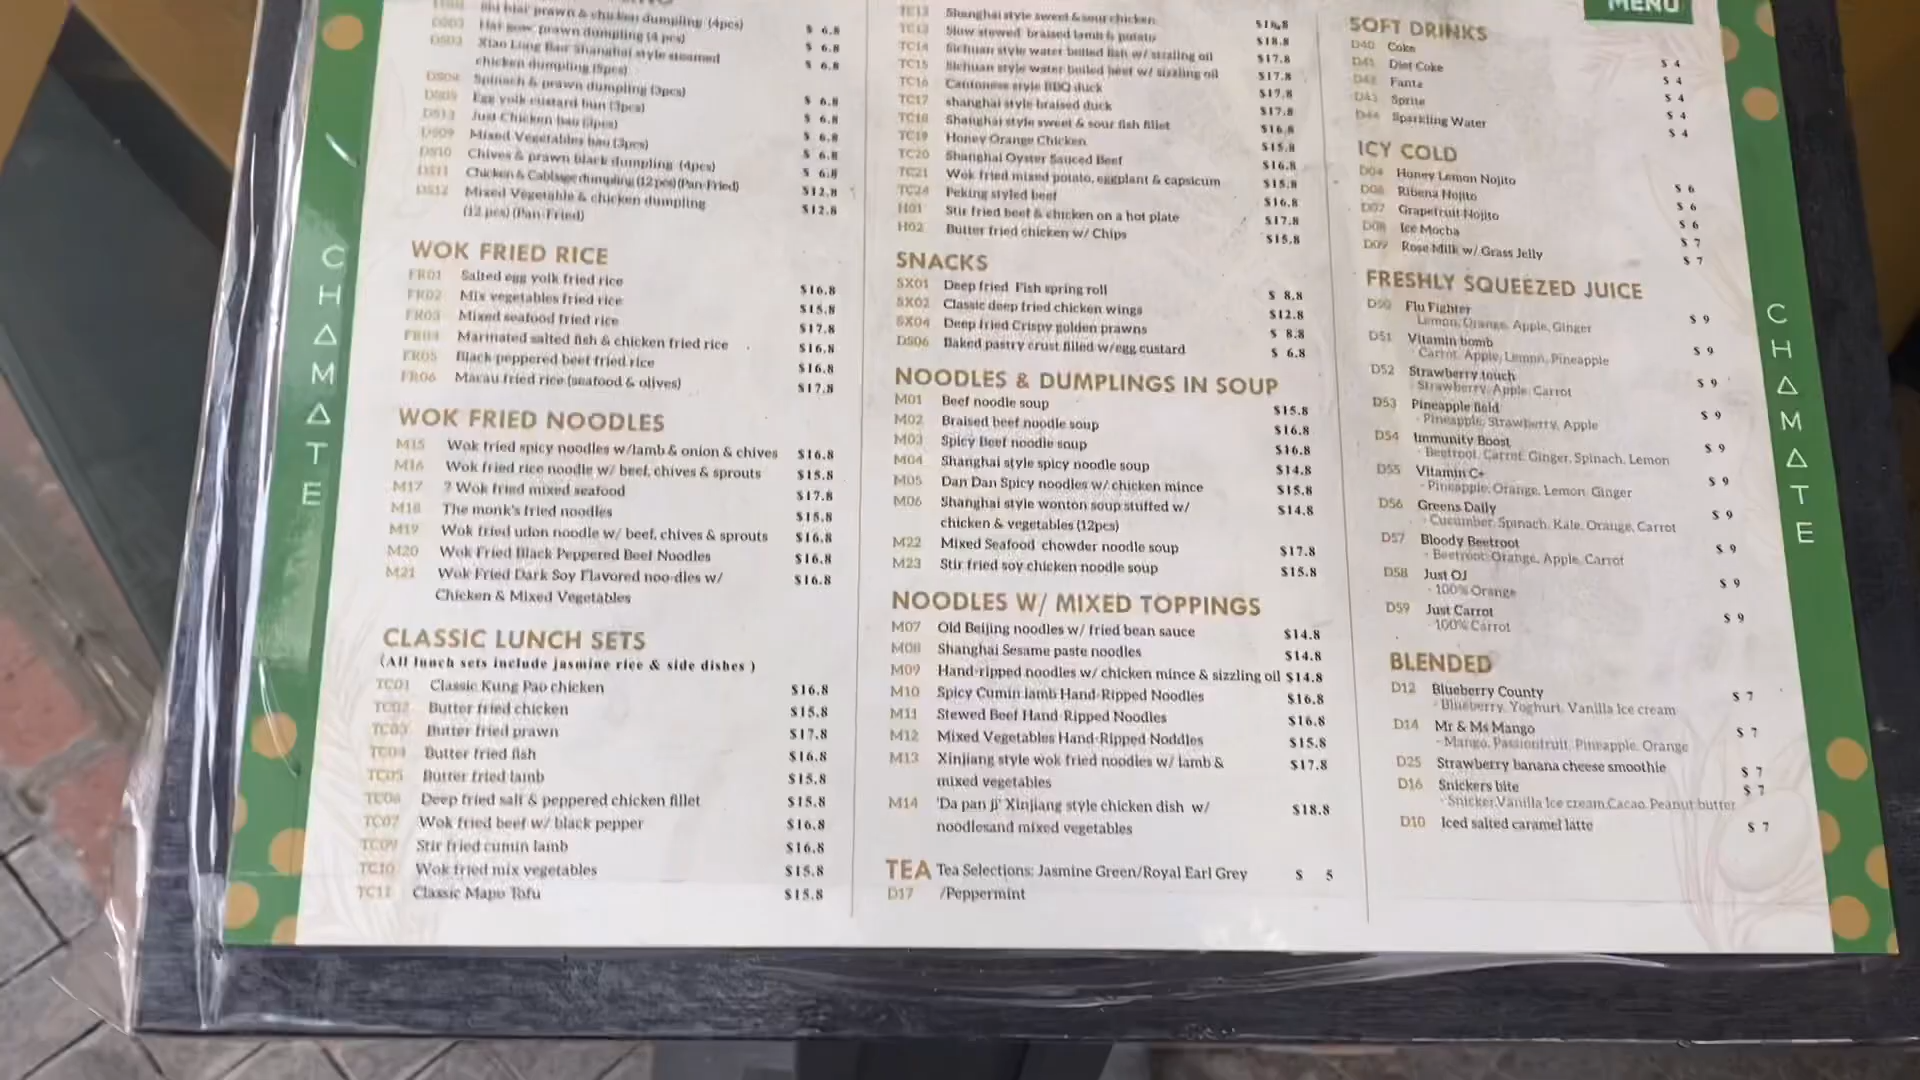 MENU
prawn & chicken dumpling (4pcs) $ 6.8
Har gow, prawn dumpling (4 pcs) $ 6.8
DS03 Xiao Long Bao Shanghai style steamed $ 6.8
chicken dumpling (5pcs)
DS04 Spinach & prawn dumpling (3pcs) $ 6.8
DS05 Egg yolk custard bun (3pcs) $ 6.8
DS13 Just Chicken bau (3pcs) $ 6.8
DS09 Mixed Vegetables bau (3pcs) $ 6.8
DS10 Chives & prawn black dumpling (4pcs) $ 6.8
DS11 Chicken & Cabbage dumpling (12 pcs)(Pan-Fried) $12.8
DS12 Mixed Vegetable & chicken dumpling $12.8
(12 pcs) (Pan-Fried)
WOK FRIED RICE
FR01 Salted egg yolk fried rice $16.8
FR02 Mix vegetables fried rice $15.8
FR03 Mixed seafood fried rice $17.8
FR04 Marinated salted fish & chicken fried rice $16.8
FR05 Black peppered beef fried rice $16.8
FR06 Macau fried rice (seafood & olives) $17.8
WOK FRIED NOODLES
M15 Wok fried spicy noodles w/lamb & onion & chives $16.8
M16 Wok fried rice noodle w/ beef, chives & sprouts $15.8
M17 ? Wok fried mixed seafood $17.8
M18 The monk's fried noodles $15.8
M19 Wok fried udon noodle w/ beef, chives & sprouts $16.8
M20 Wok Fried Black Peppered Beef Noodles $16.8
M21 Wok Fried Dark Soy Flavored noo-dles w/ $16.8
Chicken & Mixed Vegetables
CLASSIC LUNCH SETS
(All lunch sets include jasmine rice & side dishes )
TC01 Classic Kung Pao chicken $16.8
TC02 Butter fried chicken $15.8
TC03 Butter fried prawn $17.8
TC04 Butter fried fish $16.8
TC05 Butter fried lamb $15.8
TC06 Deep fried salt & peppered chicken fillet $15.8
TC07 Wok fried beef w/ black pepper $16.8
TC09 Stir fried cumin lamb $16.8
TC10 Wok fried mix vegetables $15.8
TC11 Classic Mapo Tofu $15.8
TC12 Shanghai style sweet & sour chicken $16.8
TC13 Slow stewed braised lamb & potato $18.8
TC14 Sichuan style water boiled fish w/ sizzling oil $17.8
TC15 Sichuan style water boiled beef w/ sizzling oil $17.8
TC16 Cantonese style BBQ duck $17.8
TC17 shanghai style braised duck $17.8
TC18 Shanghai style sweet & sour fish fillet $16.8
TC19 Honey Orange Chicken $15.8
TC20 Shanghai Oyster Sauced Beef $16.8
TC21 Wok fried mixed potato, eggplant & capsicum $15.8
TC24 Peking styled beef $16.8
H01 Stir fried beef & chicken on a hot plate $17.8
H02 Butter fried chicken w/ Chips $15.8
SNACKS
SX01 Deep fried Fish spring roll $ 8.8
SX02 Classic deep fried chicken wings $12.8
SX04 Deep fried Crispy golden prawns $ 8.8
DS06 Baked pastry crust filled w/egg custard $ 6.8
NOODLES & DUMPLINGS IN SOUP
M01 Beef noodle soup $15.8
M02 Braised beef noodle soup $16.8
M03 Spicy Beef noodle soup $16.8
M04 Shanghai style spicy noodle soup $14.8
M05 Dan Dan Spicy noodles w/ chicken mince $15.8
M06 Shanghai style wonton soup stuffed w/ $14.8
chicken & vegetables (12pcs)
M22 Mixed Seafood chowder noodle soup $17.8
M23 Stir fried soy chicken noodle soup $15.8
NOODLES W/ MIXED TOPPINGS
M07 Old Beijing noodles w/ fried bean sauce $14.8
M08 Shanghai Sesame paste noodles $14.8
M09 Hand-ripped noodles w/ chicken mince & sizzling oil $14.8
M10 Spicy Cumin lamb Hand-Ripped Noodles $16.8
M11 Stewed Beef Hand-Ripped Noodles $16.8
M12 Mixed Vegetables Hand-Ripped Noddles $15.8
M13 Xinjiang style wok fried noodles w/ lamb & $17.8
mixed vegetables
M14 'Da pan ji' Xinjiang style chicken dish w/ $18.8
noodlesand mixed vegetables
TEA Tea Selections: Jasmine Green/Royal Earl Grey $ 5
D17 /Peppermint
SOFT DRINKS
D40 Coke $ 4
D41 Diet Coke $ 4
D42 Fanta $ 4
D43 Sprite $ 4
D44 Sparkling Water $ 4
ICY COLD
D04 Honey Lemon Nojito $ 6
D06 Ribena Nojito $ 6
D07 Grapefruit Nojito $ 6
D08 Ice Mocha $ 7
D09 Rose Milk w/ Grass Jelly $ 7
FRESHLY SQUEEZED JUICE
D50 Flu Fighter $ 9
Lemon, Orange, Apple, Ginger
D51 Vitamin bomb $ 9
- Carrot, Apple, Lemon, Pineapple
D52 Strawberry touch $ 9
- Strawberry, Apple, Carrot
D53 Pineapple field $ 9
- Pineapple, Strawberry, Apple
D54 Immunity Boost $ 9
- Beetroot, Carrot, Ginger, Spinach, Lemon
D55 Vitamin C+ $ 9
- Pineapple, Orange, Lemon, Ginger
D56 Greens Daily $ 9
- Cucumber, Spinach, Kale, Orange, Carrot
D57 Bloody Beetroot $ 9
- Beetroot, Orange, Apple, Carrot
D58 Just OJ $ 9
- 100% Orange
D59 Just Carrot $ 9
- 100% Carrot
BLENDED
D12 Blueberry County $ 7
- Blueberry, Yoghurt, Vanilla Ice cream
D14 Mr & Ms Mango $ 7
- Mango, Passionfruit, Pineapple, Orange
D25 Strawberry banana cheese smoothie $ 7
D16 Snickers bite $ 7
- Snicker,Vanilla Ice cream,Cacao, Peanut butter
D10 Iced salted caramel latte $ 7
CHAMATE
CHAMATE